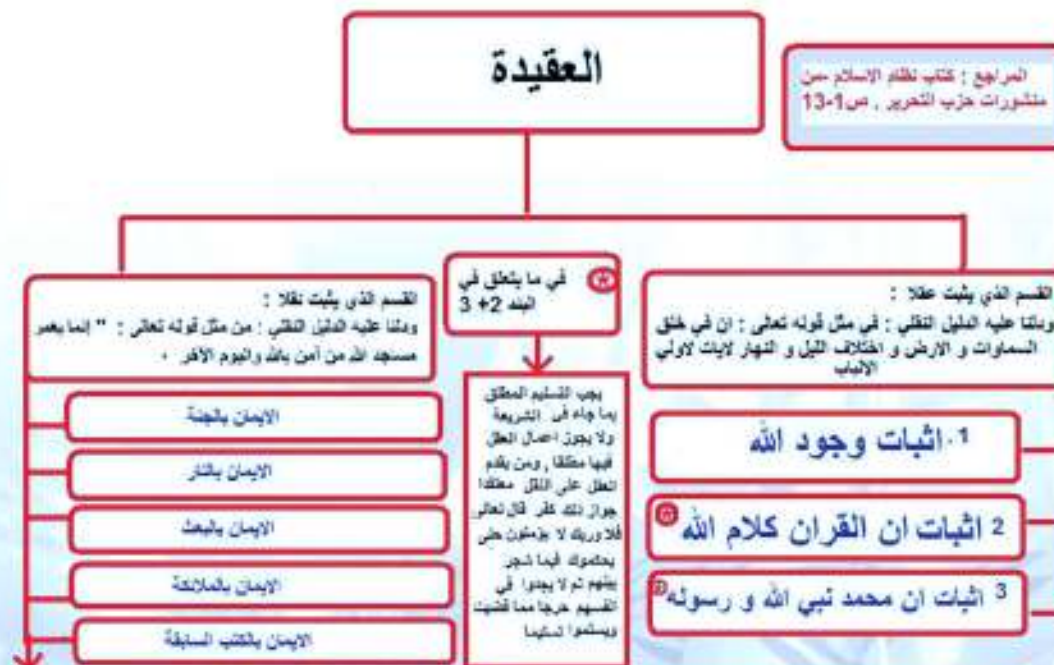 العقيدة
المراجع : كتاب نظام الاسلام -من
منشورات حزب التحرير , ص1-13
القسم الذي يثبت عقلا :
ودلنا عليه الدليل النقلي : في مثل قوله تعالى : ان في خلق
السماوات و الارض و اختلاف الليل و النهار لايات لاولي
الالباب
1. اثبات وجود الله
2 اثبات ان القران كلام الله
3 اثبات ان محمد نبي الله و رسوله
في ما يتعلق في
البند 2+ 3
يجب التسليم المطلق
بما جاء في الشريعة
ولا يجوز اعمال العقل
فيها مطلقا , ومن يقدم
العقل على النقل معتقدا
جواز ذلك كفر قال تعالى
فلا وربك لا يؤمنون حتى
يحكموك فيما شجر
بينهم ثم لا يجدوا في
انفسهم حرجا مما قضيت
ويسلموا تسليما
القسم الذي يثبت نقلا :
ودلنا عليه الدليل النقلي : من مثل قوله تعالى : " إنما يعمر
مسجد الله من آمن بالله واليوم الآخر
الايمان بالجنة
الايمان بالنار
الايمان بالبعث
الايمان بالملائكة
الايمان بالكتب السابقة